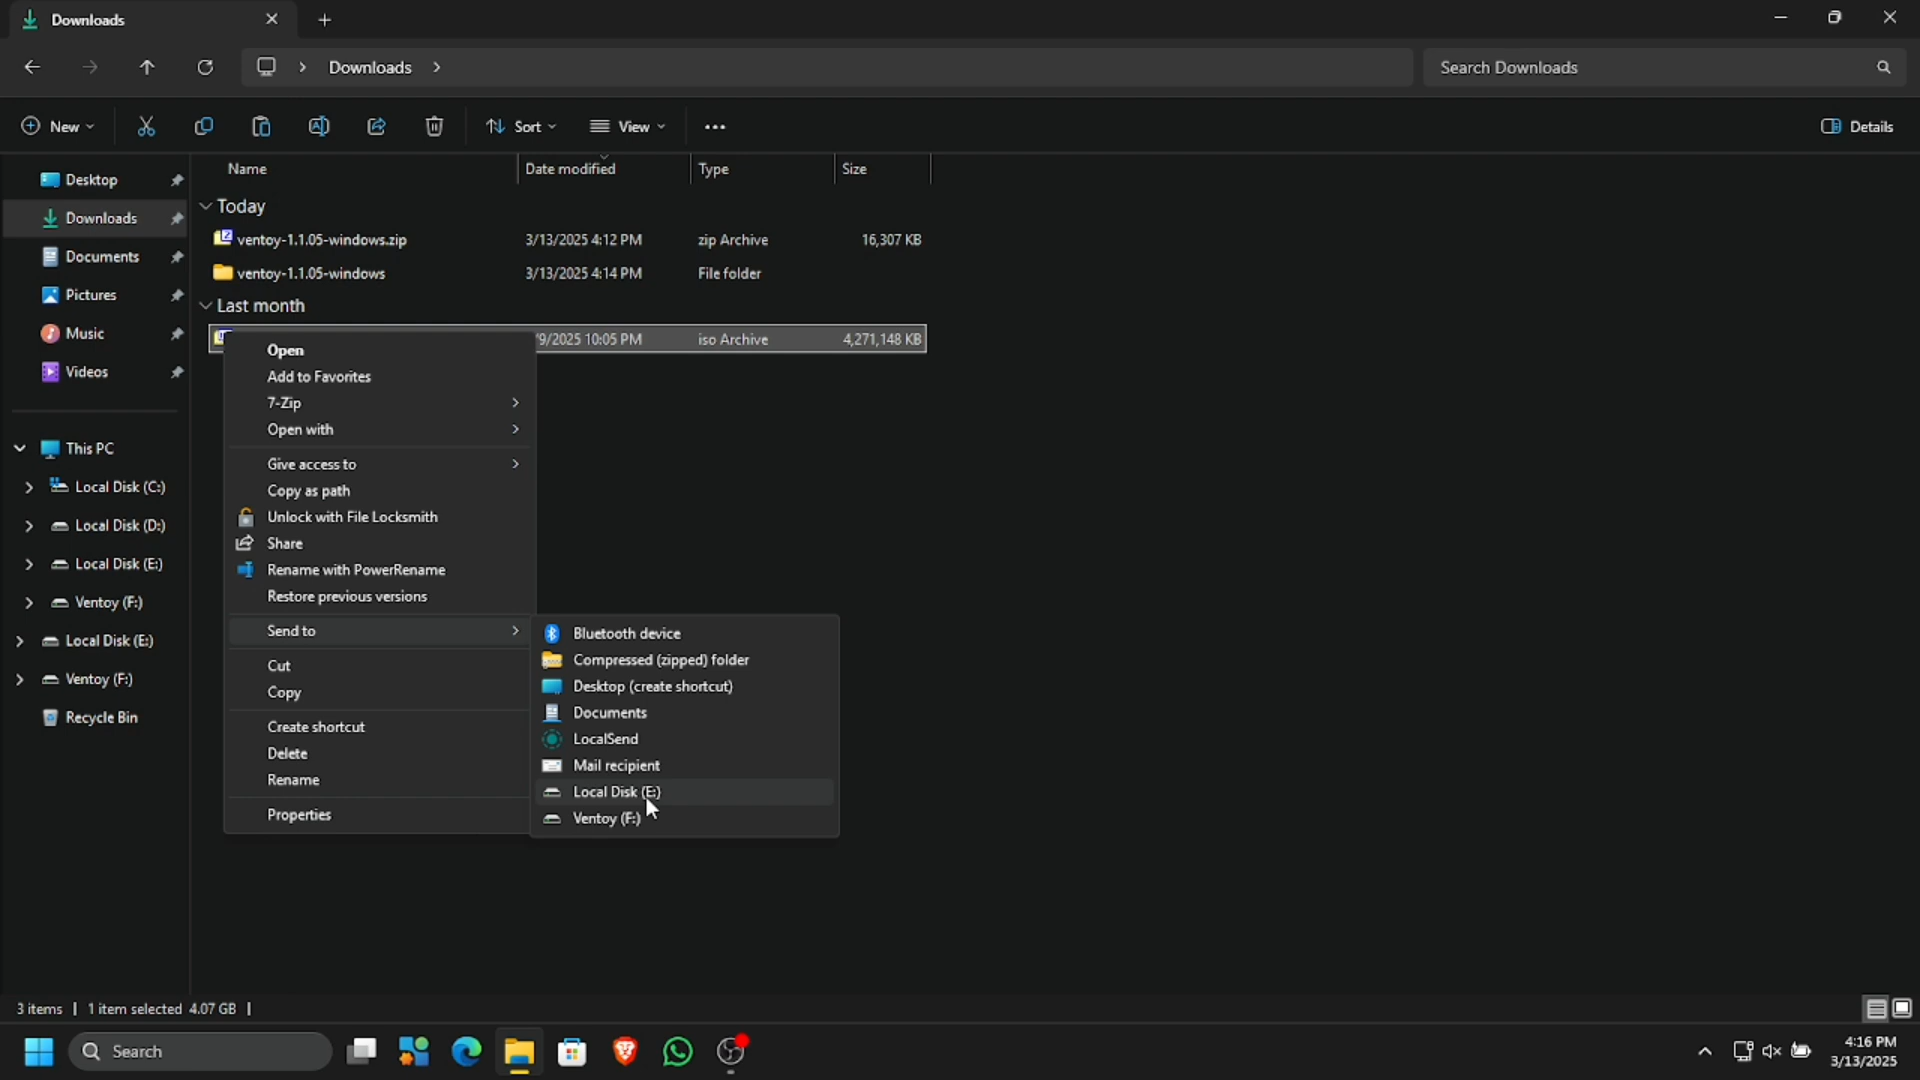 Downloads
Downloads
Search Downloads
New
Sort
View
Details
Name
Date modified
Type
Size
Desktop
Downloads
Documents
Pictures
Music
Videos
This PC
Local Disk (C:)
Local Disk (D:)
Local Disk (E:)
Ventoy (F:)
Local Disk (E:)
Ventoy (F:)
Recycle Bin
Today
ventoy-1.1.05-windows.zip 3/13/2025 4:12 PM zip Archive 16,307 KB
ventoy-1.1.05-windows 3/13/2025 4:14 PM File folder
Last month
/9/2025 10:05 PM iso Archive 4,271,148 KB
Open
Add to Favorites
7-Zip
Open with
Give access to
Copy as path
Unlock with File Locksmith
Share
Rename with PowerRename
Restore previous versions
Send to
Cut
Copy
Create shortcut
Delete
Rename
Properties
Bluetooth device
Compressed (zipped) folder
Desktop (create shortcut)
Documents
LocalSend
Mail recipient
Local Disk (E:)
Ventoy (F:)
3 items | 1 item selected 4.07 GB |
Search
4:16 PM
3/13/2025